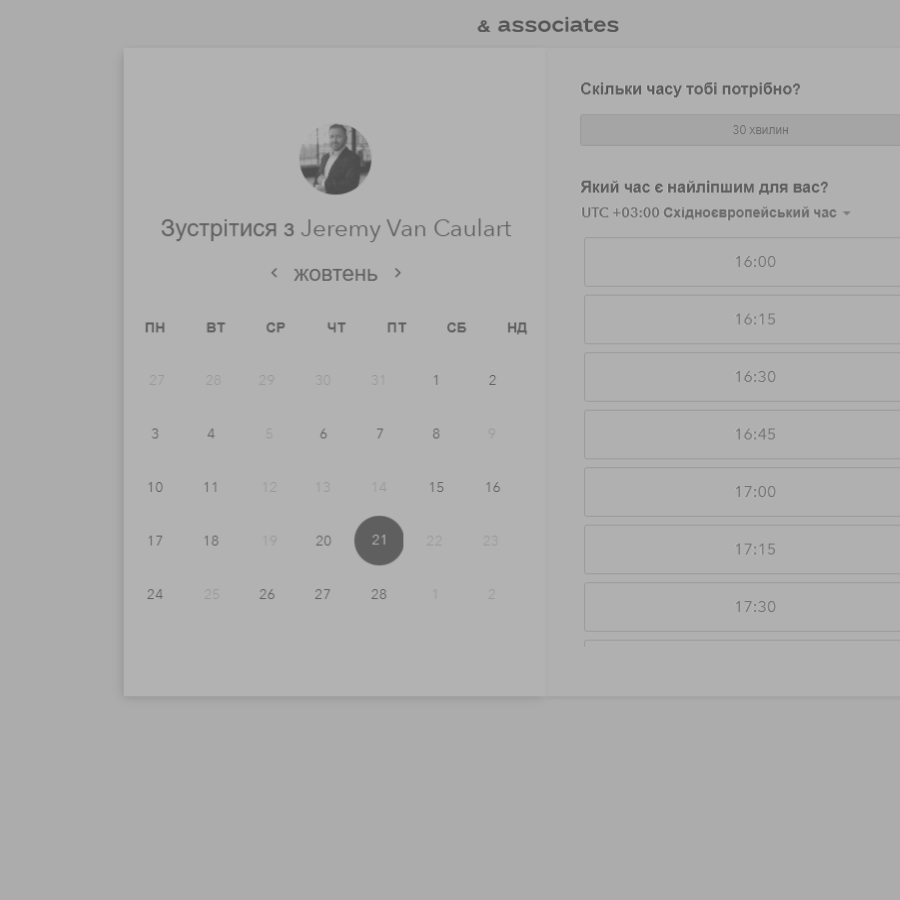 & associates
Зустрітися з Jeremy Van Caulart
жовтень
ПН ВТ СР ЧТ ПТ СБ НД
27 28 29 30 31 1 2
3 4 5 6 7 8 9
10 11 12 13 14 15 16
17 18 19 20 21 22 23
24 25 26 27 28 1 2
Скільки часу тобі потрібно?
30 хвилин
Який час є найліпшим для вас?
UTC +03:00 Східноєвропейський час
16:00
16:15
16:30
16:45
17:00
17:15
17:30